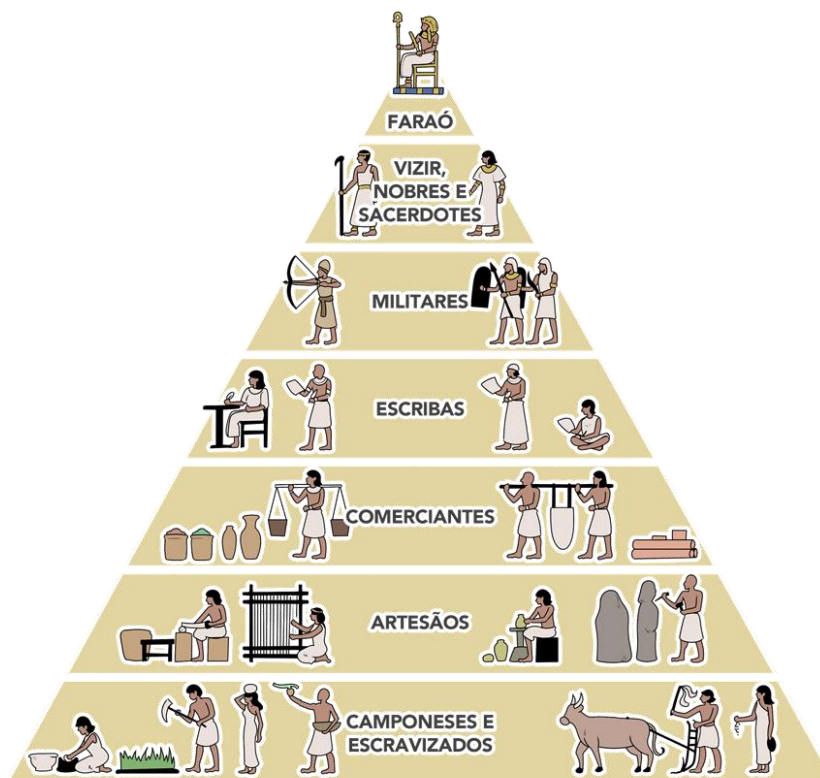 FARAÓ
VIZIR,
NOBRES E
SACERDOTES
MILITARES
ESCRIBAS
COMERCIANTES
ARTESÃOS
CAMPONESES E
ESCRAVIZADOS